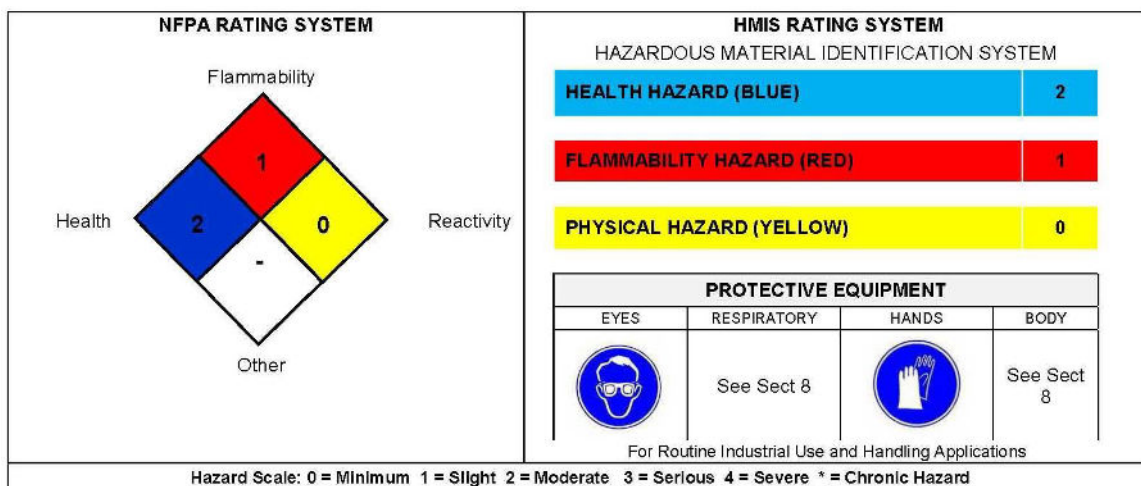 NFPA RATING SYSTEM
Flammability
1
Health
2
0
Reactivity
-
Other
HMIS RATING SYSTEM
HAZARDOUS MATERIAL IDENTIFICATION SYSTEM
HEALTH HAZARD (BLUE) 2
FLAMMABILITY HAZARD (RED) 1
PHYSICAL HAZARD (YELLOW) 0
PROTECTIVE EQUIPMENT
EYES RESPIRATORY HANDS BODY
See Sect 8
See Sect
8
For Routine Industrial Use and Handling Applications
Hazard Scale: 0 = Minimum 1 = Slight 2 = Moderate 3 = Serious 4 = Severe * = Chronic Hazard